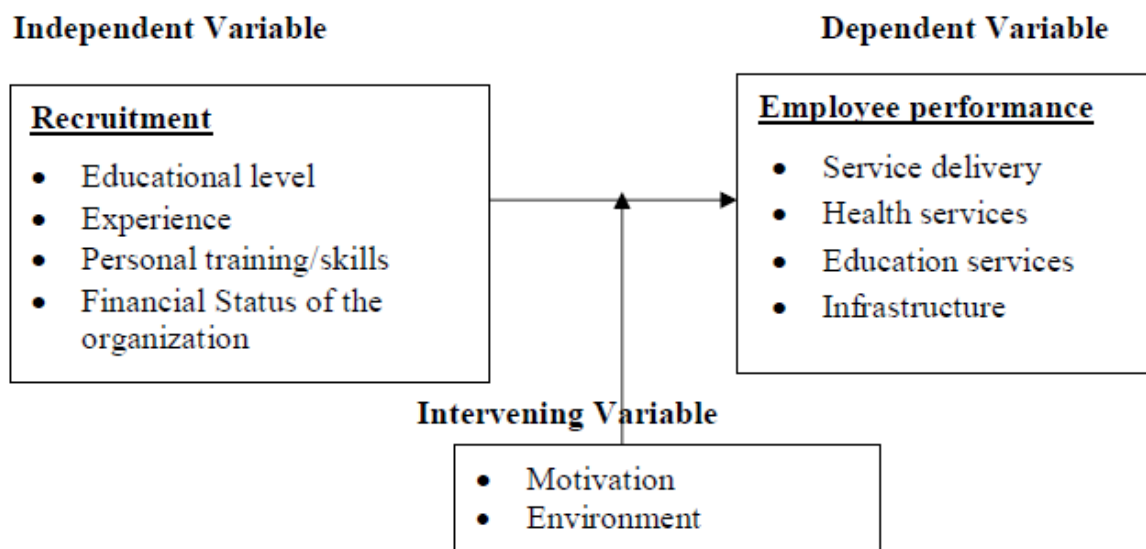 Independent Variable
Dependent Variable
Recruitment
• Educational level
• Experience
• Personal training/skills
• Financial Status of the
organization
Employee performance
• Service delivery
• Health services
• Education services
• Infrastructure
Intervening Variable
• Motivation
• Environment